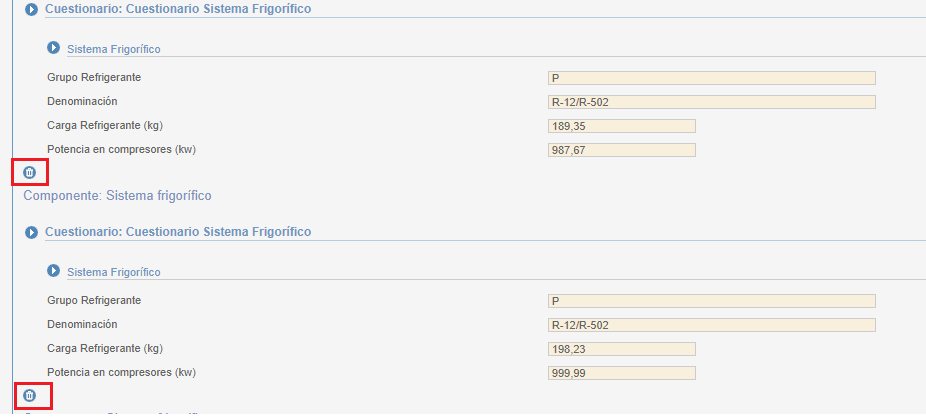 Cuestionario: Cuestionario Sistema Frigorífico
Sistema Frigorífico
Grupo Refrigerante P
Denominación R-12/R-502
Carga Refrigerante (kg) 189,35
Potencia en compresores (kw) 987,67
Componente: Sistema frigorífico
Cuestionario: Cuestionario Sistema Frigorífico
Sistema Frigorífico
Grupo Refrigerante P
Denominación R-12/R-502
Carga Refrigerante (kg) 198,23
Potencia en compresores (kw) 999,99